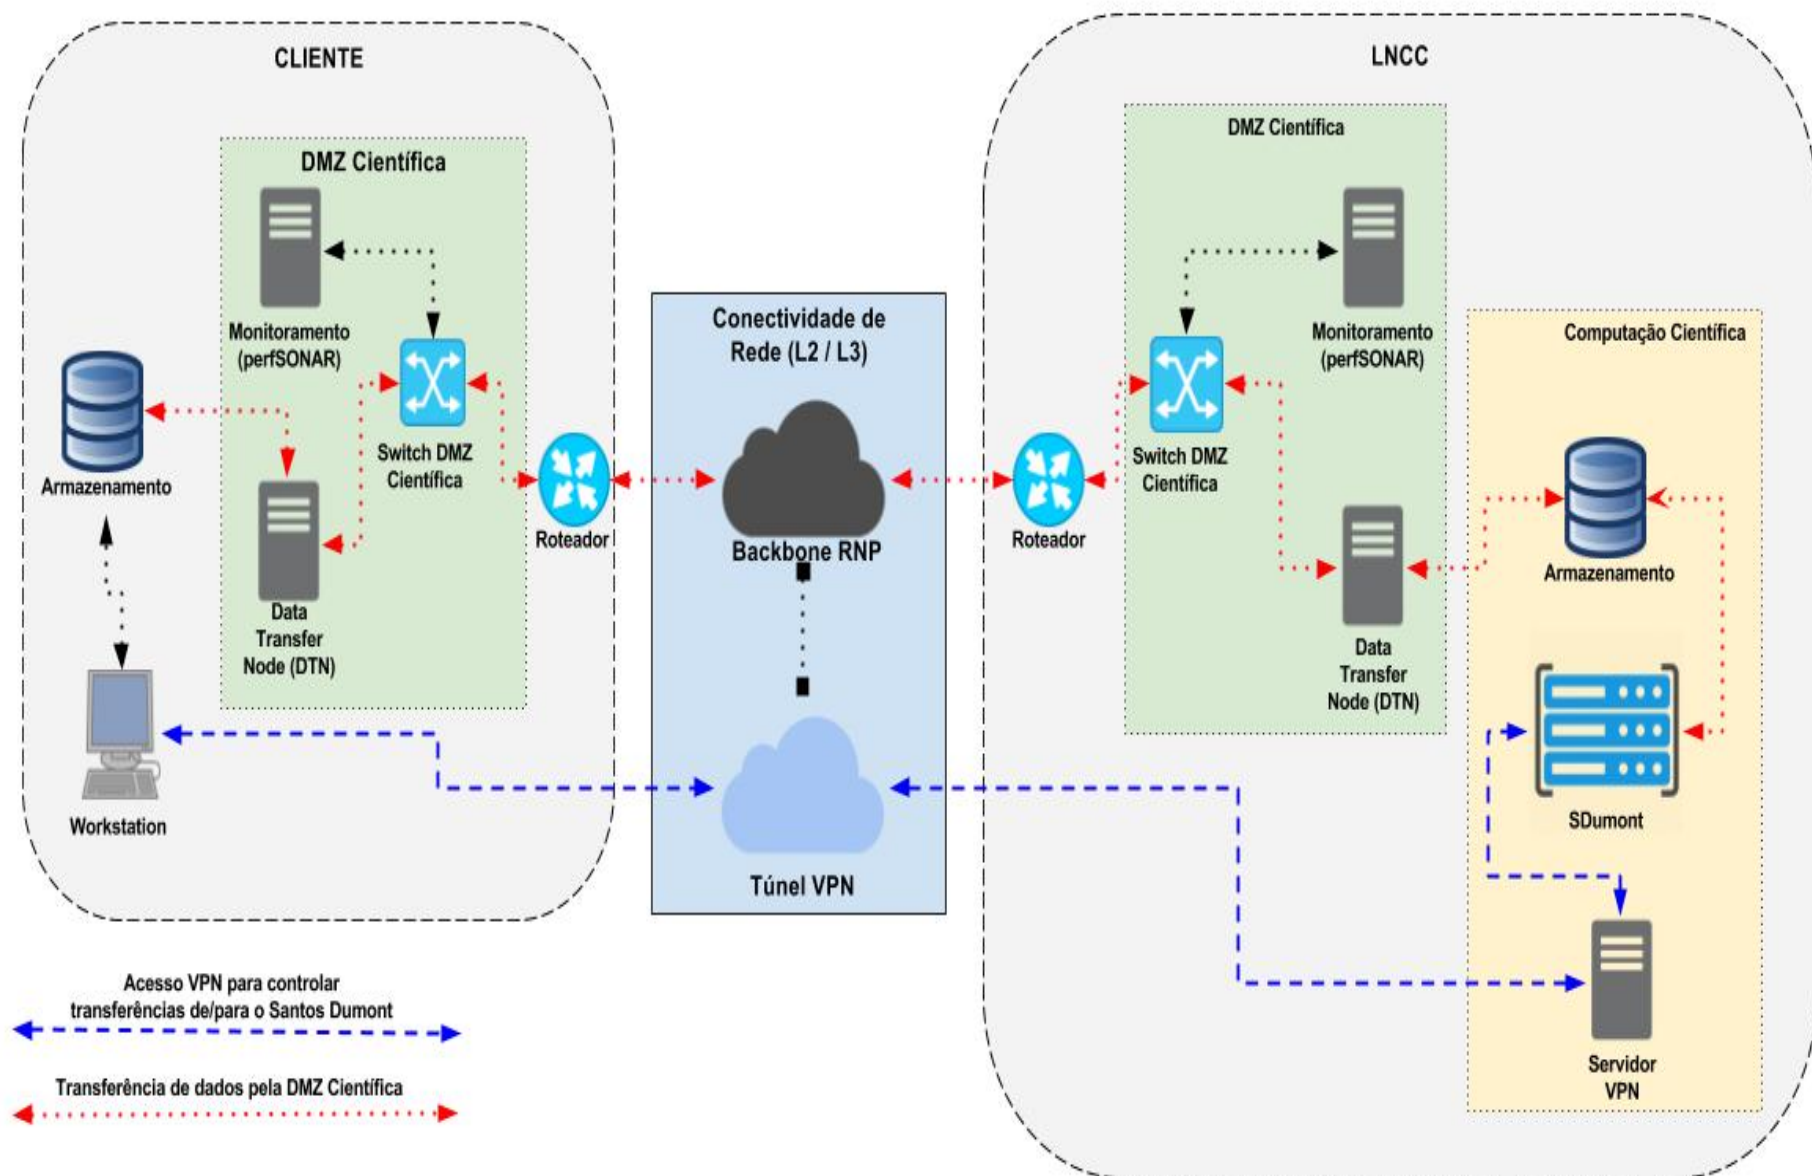 CLIENTE
DMZ Científica
Monitoramento
(perfSONAR)
Switch DMZ
Científica
Armazenamento
Data
Transfer
Node (DTN)
Roteador
Workstation
Conectividade de
Rede (L2 / L3)
Backbone RNP
Túnel VPN
LNCC
DMZ Científica
Monitoramento
(perfSONAR)
Switch DMZ
Científica
Roteador
Data
Transfer
Node (DTN)
Computação Científica
Armazenamento
SDumont
Servidor
VPN
Acesso VPN para controlar
transferências de/para o Santos Dumont
Transferência de dados pela DMZ Científica